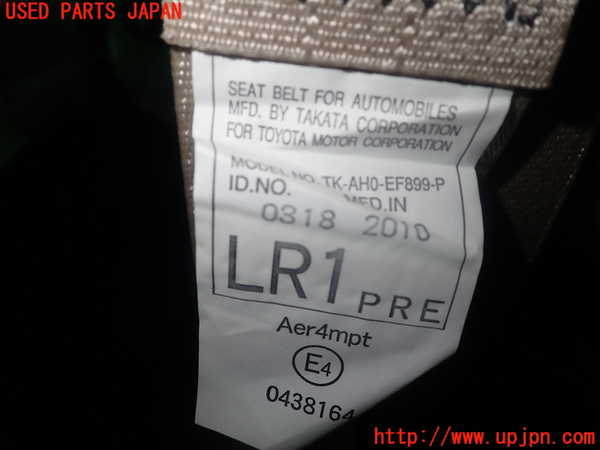 USED PARTS JAPAN
SEAT BELT FOR AUTOMOBILES
MFD. BY TAKATA CORPORATION
FOR TOYOTA MOTOR CORPORATION
MODEL NO. TK-AH0-EF899-P
ID.NO. MFD.IN
0318 2010
LR1 PRE
Aer4mpt
E4
0438164
http://www.upjpn.com/